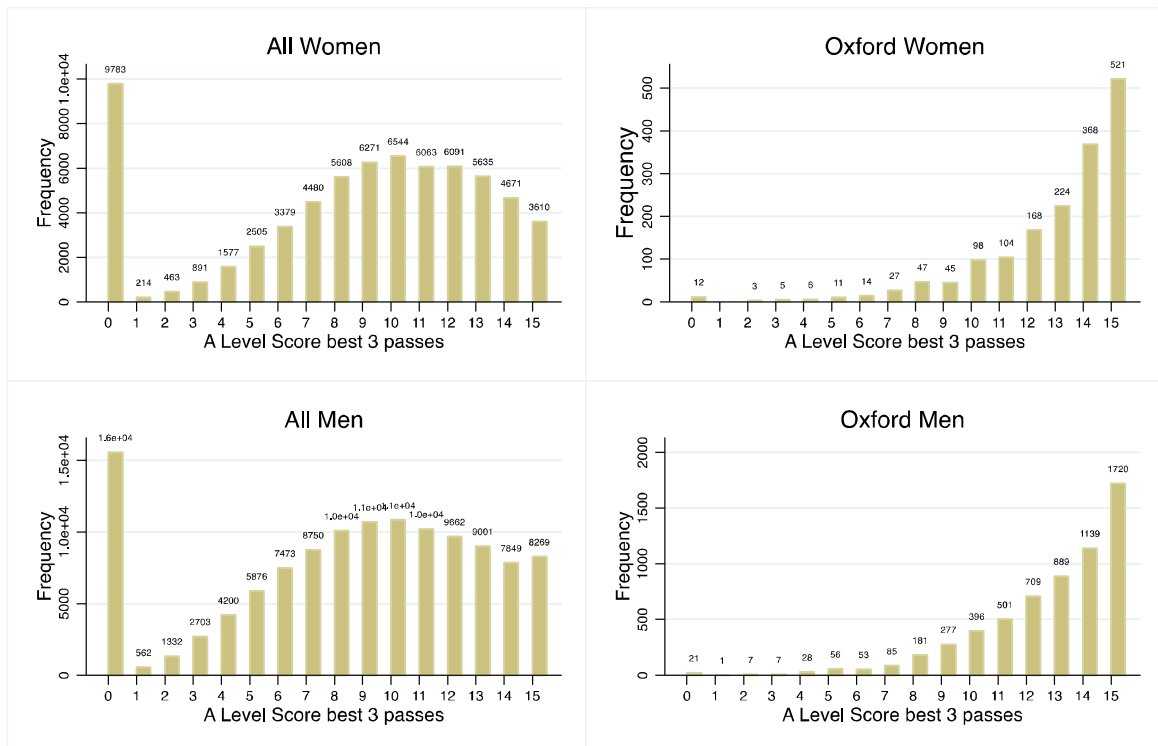 All Women
Frequency
0 2000 4000 6000 8000 1.0e+04
9783 214 463 891 1577 2505 3379 4480 5608 6271 6544 6063 6091 5635 4671 3610
0 1 2 3 4 5 6 7 8 9 10 11 12 13 14 15
A Level Score best 3 passes
Oxford Women
Frequency
0 100 200 300 400 500
12 3 5 6 11 14 27 47 45 98 104 168 224 368 521
0 1 2 3 4 5 6 7 8 9 10 11 12 13 14 15
A Level Score best 3 passes
All Men
Frequency
0 5000 1.0e+04 1.5e+04
1.6e+04 562 1332 2703 4200 5876 7473 8750 1.0e+04 1.1e+04 1.1e+04 1.0e+04 9662 9001 7849 8269
0 1 2 3 4 5 6 7 8 9 10 11 12 13 14 15
A Level Score best 3 passes
Oxford Men
Frequency
0 500 1000 1500 2000
21 1 7 7 28 56 53 85 181 277 396 501 709 889 1139 1720
0 1 2 3 4 5 6 7 8 9 10 11 12 13 14 15
A Level Score best 3 passes